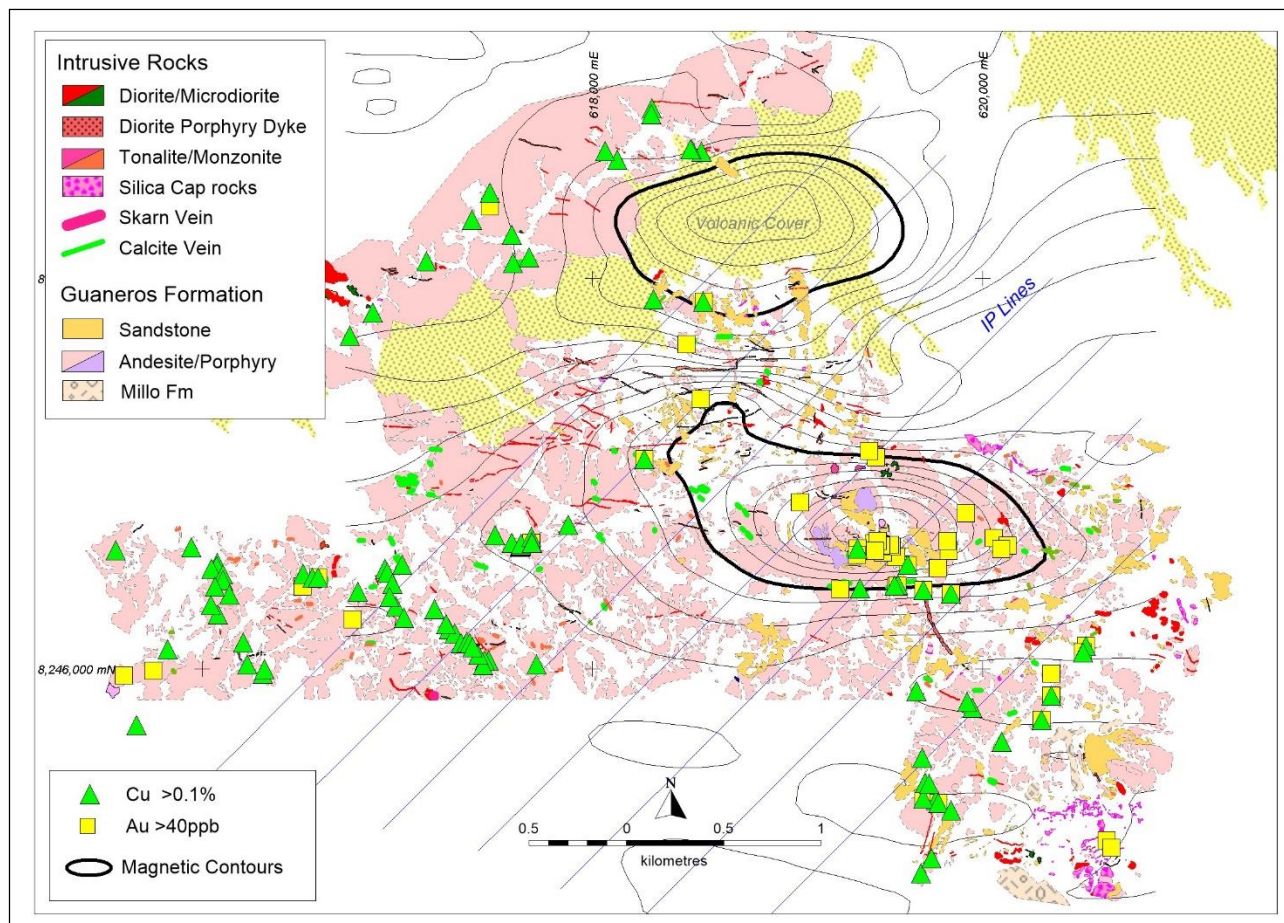 Intrusive Rocks
Diorite/Microdiorite
Diorite Porphyry Dyke
Tonalite/Monzonite
Silica Cap rocks
Skarn Vein
Calcite Vein
Guaneros Formation
Sandstone
Andesite/Porphyry
Millo Fm
618,000 mE
620,000 mE
Volcanic Cover
8
IP Lines
8,246,000 mN
Cu >0.1%
Au >40ppb
Magnetic Contours
N
0.5 0 0.5 1
kilometres